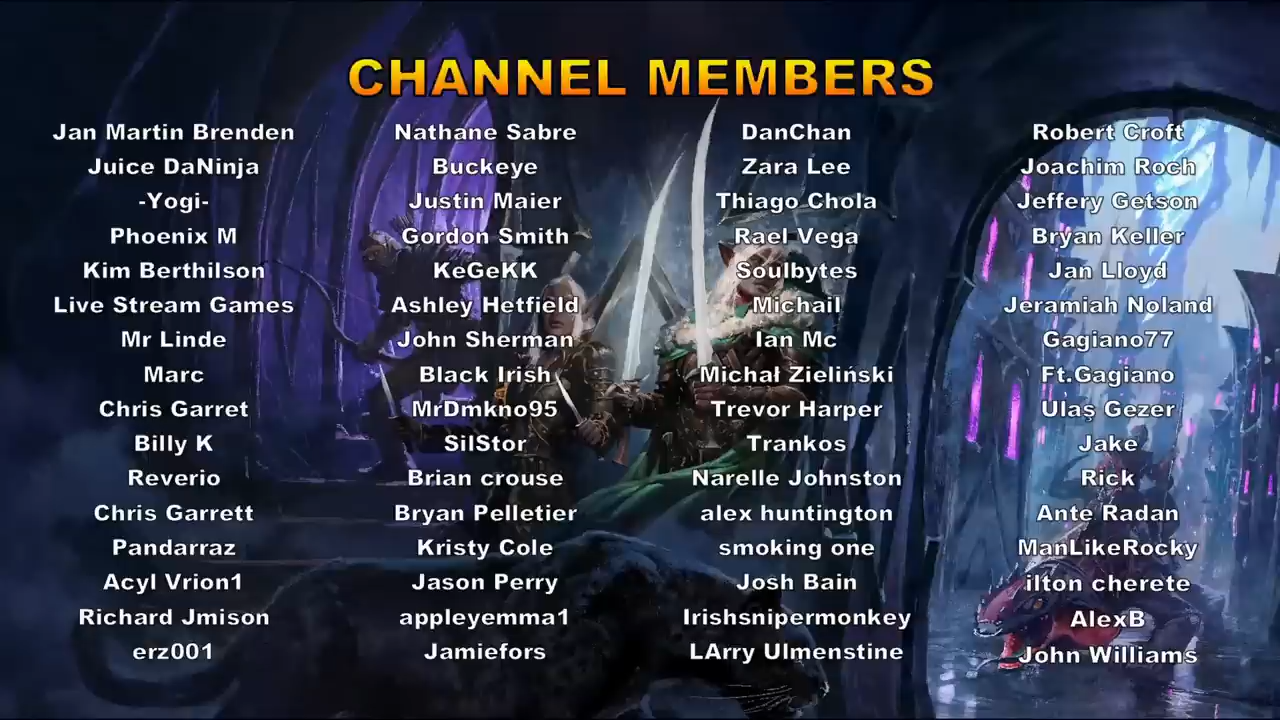 CHANNEL MEMBERS
Jan Martin Brenden
Juice DaNinja
-Yogi-
Phoenix M
Kim Berthilson
Live Stream Games
Mr Linde
Marc
Chris Garret
Billy K
Reverio
Chris Garrett
Pandarraz
Acyl Vrion1
Richard Jmison
erz001
Nathane Sabre
Buckeye
Justin Maier
Gordon Smith
KeGeKK
Ashley Hetfield
John Sherman
Black Irish
MrDmkno95
SilStor
Brian crouse
Bryan Pelletier
Kristy Cole
Jason Perry
appleyemma1
Jamiefors
DanChan
Zara Lee
Thiago Chola
Rael Vega
Soulbytes
Michail
Ian Mc
Michał Zieliński
Trevor Harper
Trankos
Narelle Johnston
alex huntington
smoking one
Josh Bain
Irishsnipermonkey
LArry Ulmenstine
Robert Croft
Joachim Roch
Jeffery Getson
Bryan Keller
Jan Lloyd
Jeramiah Noland
Gagiano77
Ft.Gagiano
Ulaş Gezer
Jake
Rick
Ante Radan
ManLikeRocky
ilton cherete
AlexB
John Williams